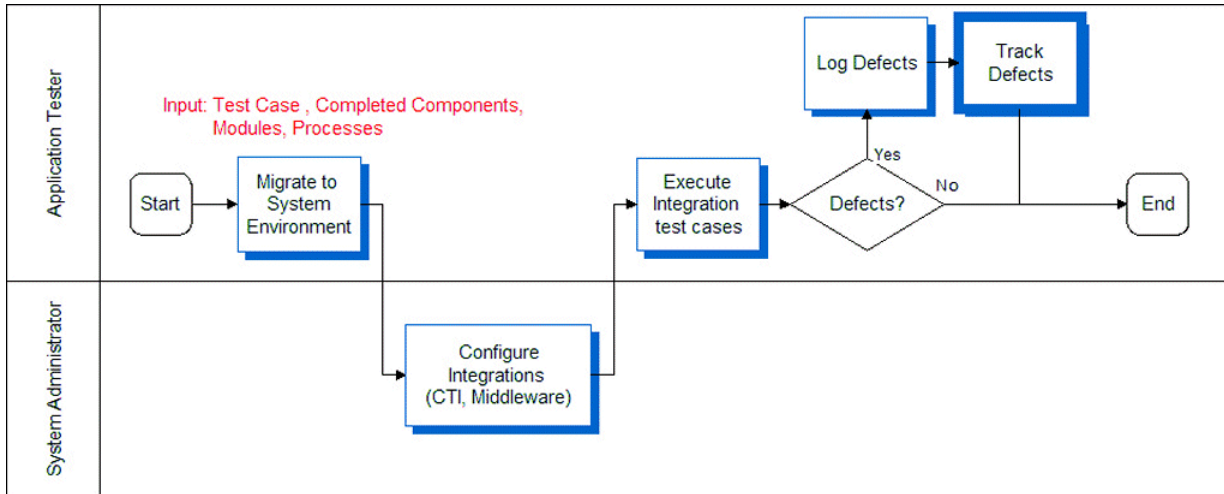 Application Tester
Input: Test Case , Completed Components,
Modules, Processes
Start
Migrate to
System
Environment
Execute
Integration
test cases
Defects?
Yes
No
Log Defects
Track
Defects
End
System Administrator
Configure
Integrations
(CTI, Middleware)